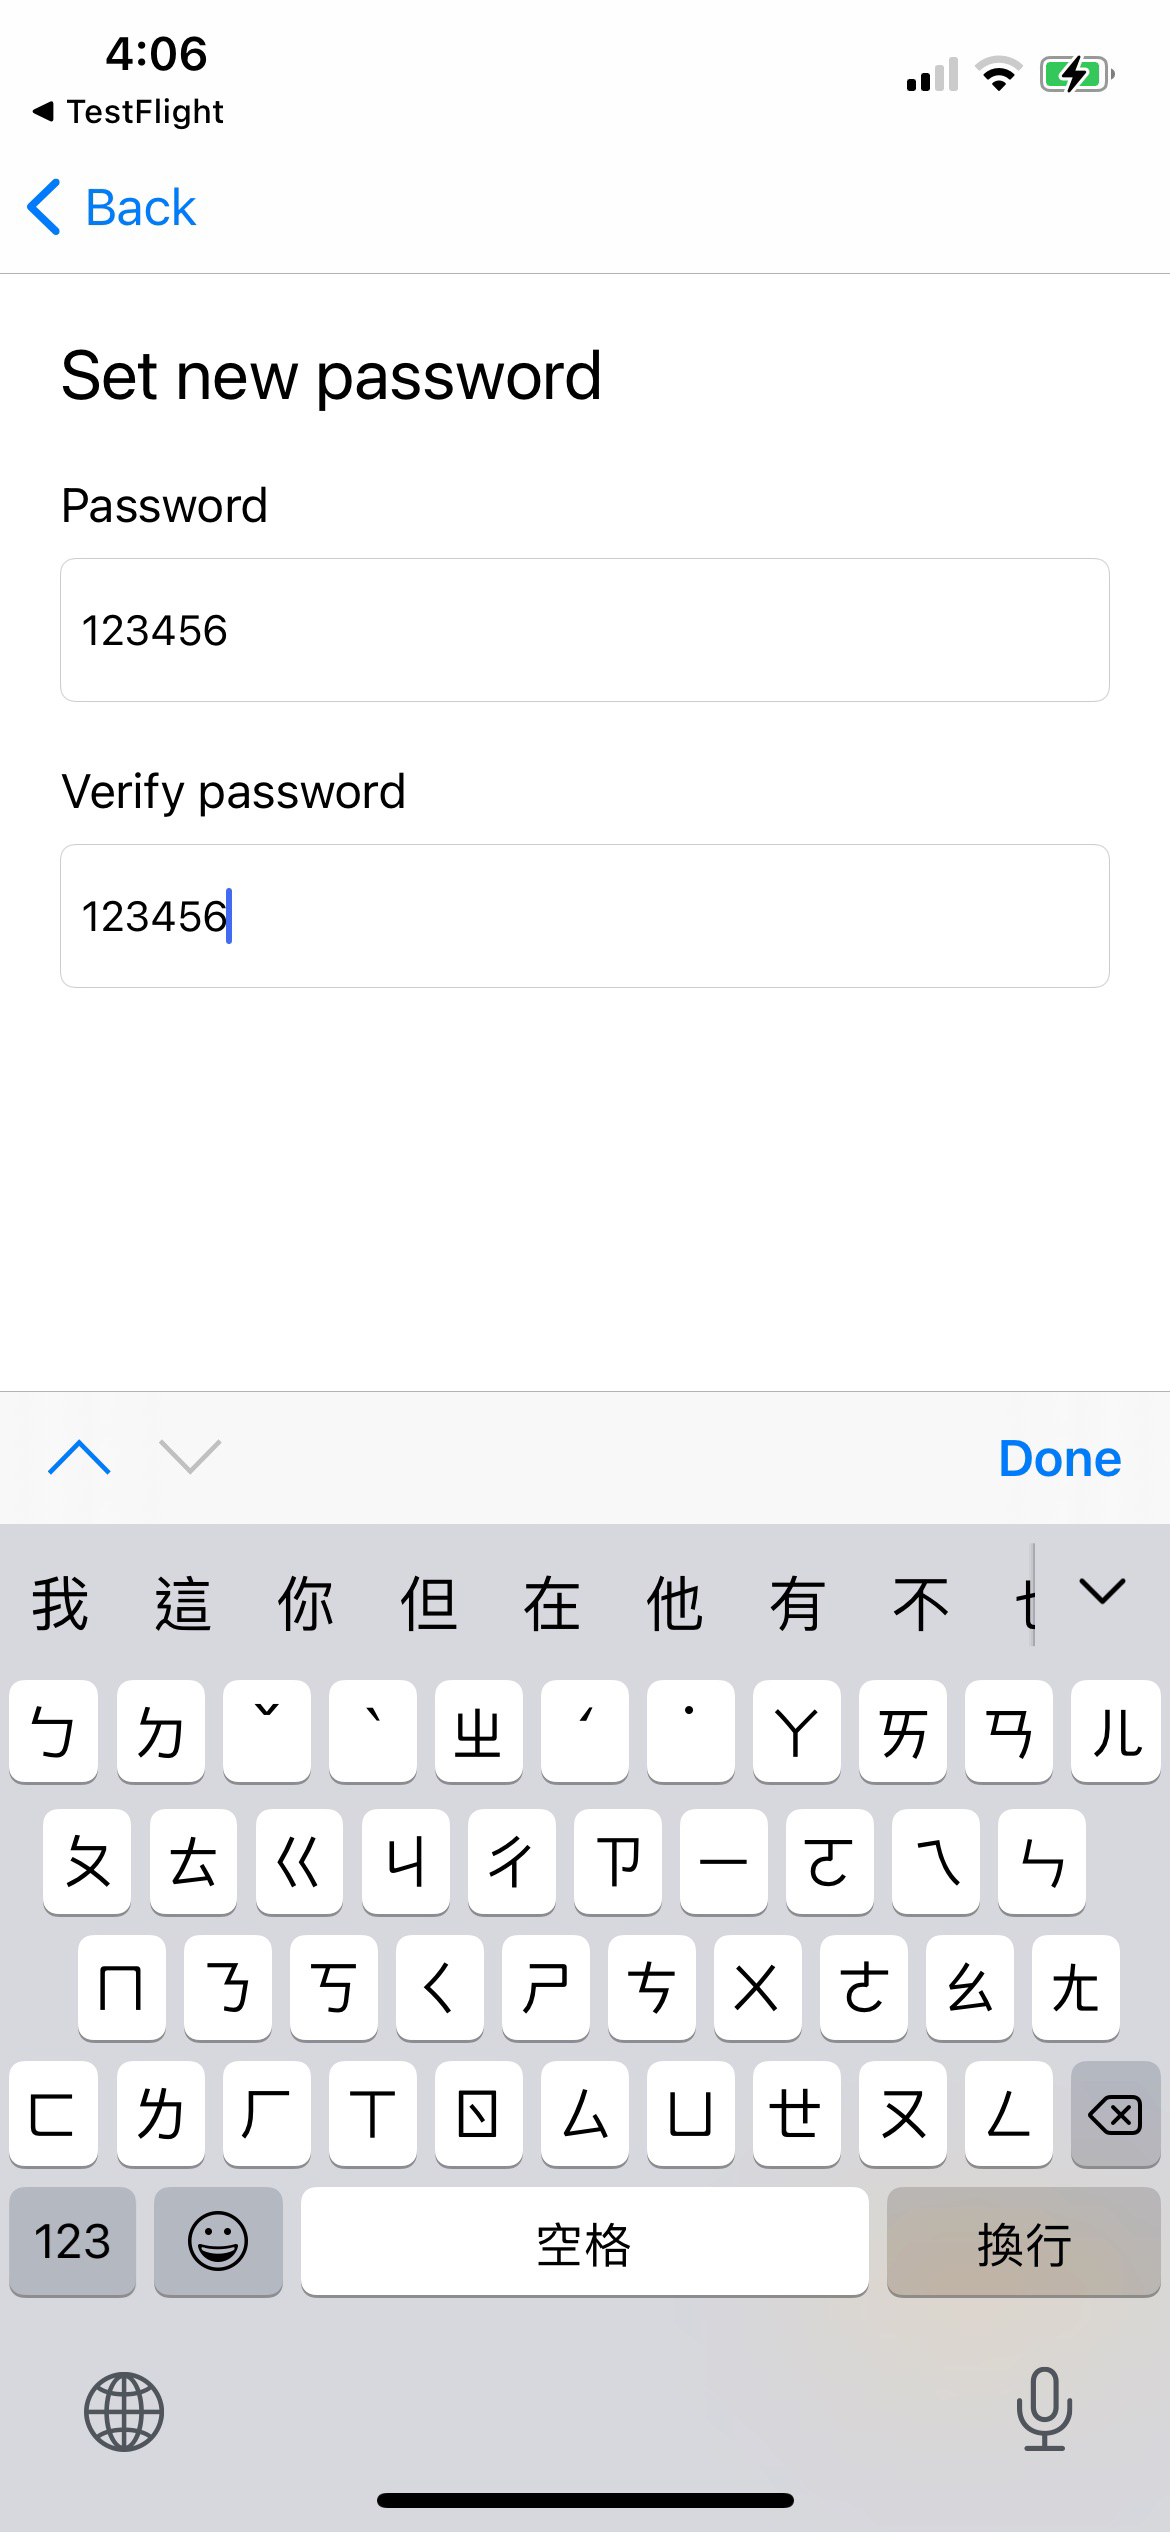 4:06
TestFlight
Back
Set new password
Password
123456
Verify password
123456
Done
我 這 你 但 在 他 有 不
ㄅ ㄉ ˇ ˋ ㄓ ˊ ˙ ㄚ ㄞ ㄢ ㄦ
ㄆ ㄊ ㄍ ㄐ ㄔ ㄗ ㄧ ㄛ ㄟ ㄣ
ㄇ ㄋ ㄎ ㄑ ㄕ ㄘ ㄨ ㄜ ㄠ ㄤ
ㄈ ㄌ ㄏ ㄒ ㄖ ㄙ ㄩ ㄝ ㄡ ㄥ
123 空格 換行